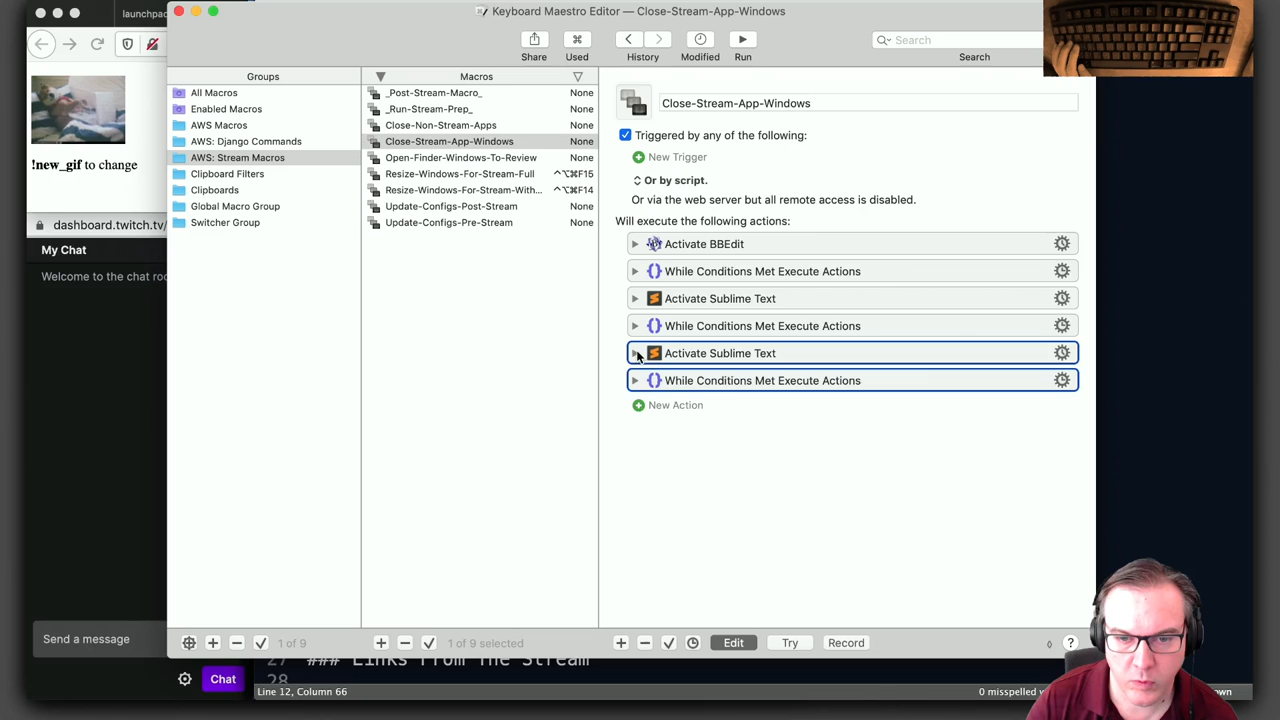 launchpad
Keyboard Maestro Editor — Close-Stream-App-Windows
Share
⌘
Used
History
Modified
Run
Search
Search
!new_gif to change
dashboard.twitch.tv/
My Chat
Welcome to the chat roo
Send a message
Chat
Groups
All Macros
Enabled Macros
AWS Macros
AWS: Django Commands
AWS: Stream Macros
Clipboard Filters
Clipboards
Global Macro Group
Switcher Group
1 of 9
Macros
_Post-Stream-Macro_ None
_Run-Stream-Prep_ None
Close-Non-Stream-Apps None
Close-Stream-App-Windows None
Open-Finder-Windows-To-Review None
Resize-Windows-For-Stream-Full ^⌥⌘F15
Resize-Windows-For-Stream-With... ^⌥⌘F14
Update-Configs-Post-Stream None
Update-Configs-Pre-Stream None
1 of 9 selected
Close-Stream-App-Windows
Triggered by any of the following:
New Trigger
Or by script.
Or via the web server but all remote access is disabled.
Will execute the following actions:
Activate BBEdit
While Conditions Met Execute Actions
Activate Sublime Text
While Conditions Met Execute Actions
Activate Sublime Text
While Conditions Met Execute Actions
New Action
Edit
Try
Record
?
27 ### Links From The Stream
28
Line 12, Column 66
0 misspelled w
own